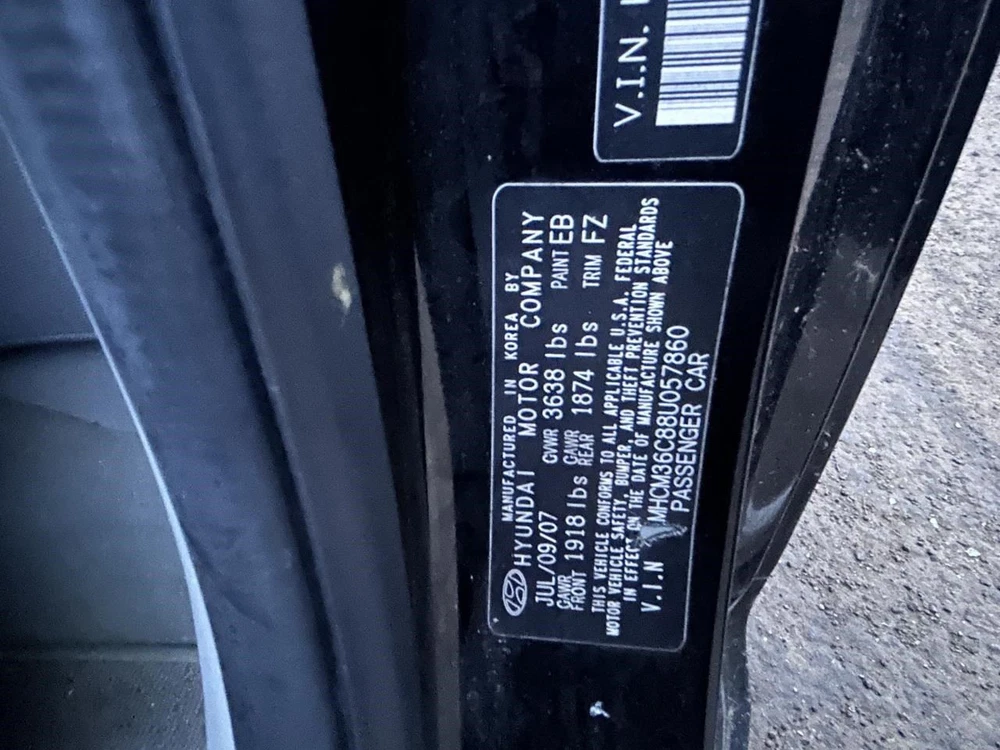 V.I.N.
MANUFACTURED IN KOREA BY
HYUNDAI MOTOR COMPANY
JUL/09/07 GVWR 3638 lbs PAINT EB
GAWR FRONT 1918 lbs GAWR REAR 1874 lbs TRIM FZ
THIS VEHICLE CONFORMS TO ALL APPLICABLE U.S.A. FEDERAL
MOTOR VEHICLE SAFETY, BUMPER, AND THEFT PREVENTION STANDARDS
IN EFFECT ON THE DATE OF MANUFACTURE SHOWN ABOVE
V.I.N MHCM36C88U057860
PASSENGER CAR